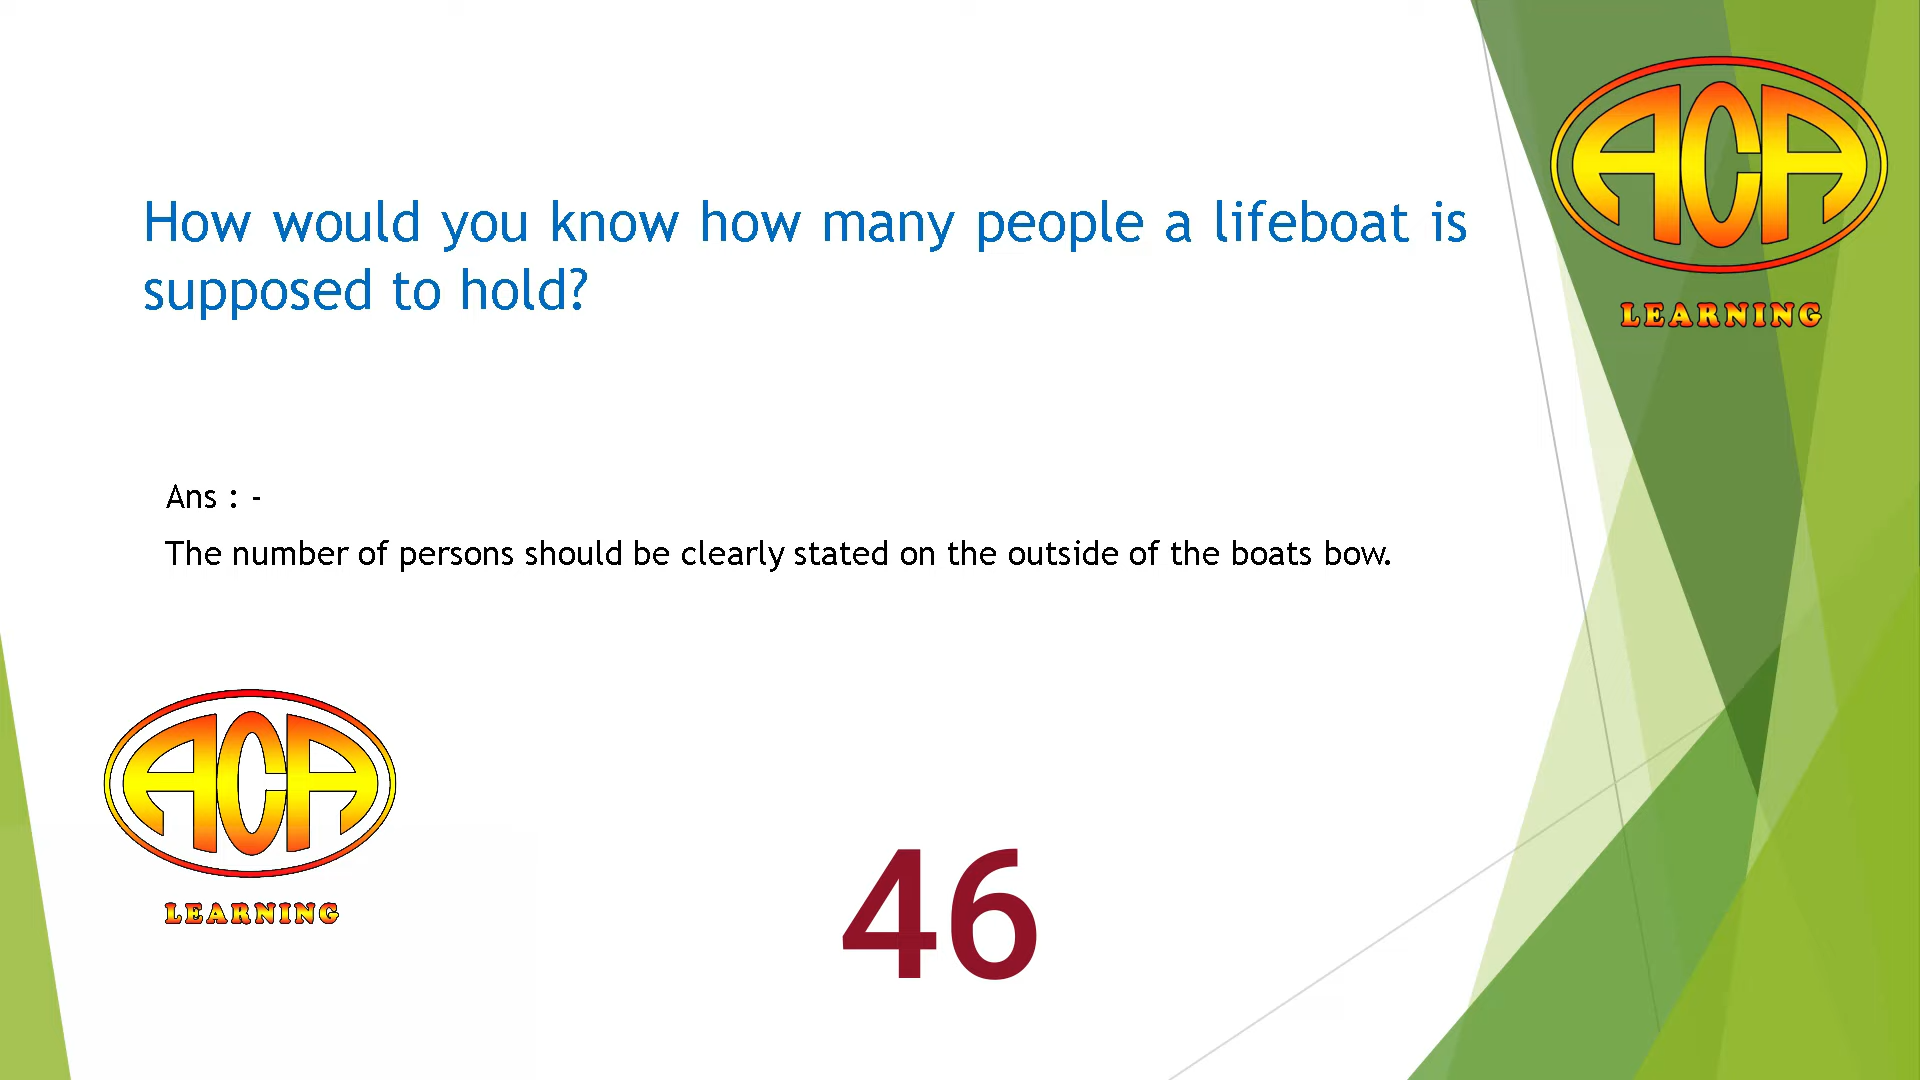 ACA
LEARNING
How would you know how many people a lifeboat is
supposed to hold?
Ans : -
The number of persons should be clearly stated on the outside of the boats bow.
ACA
LEARNING
46